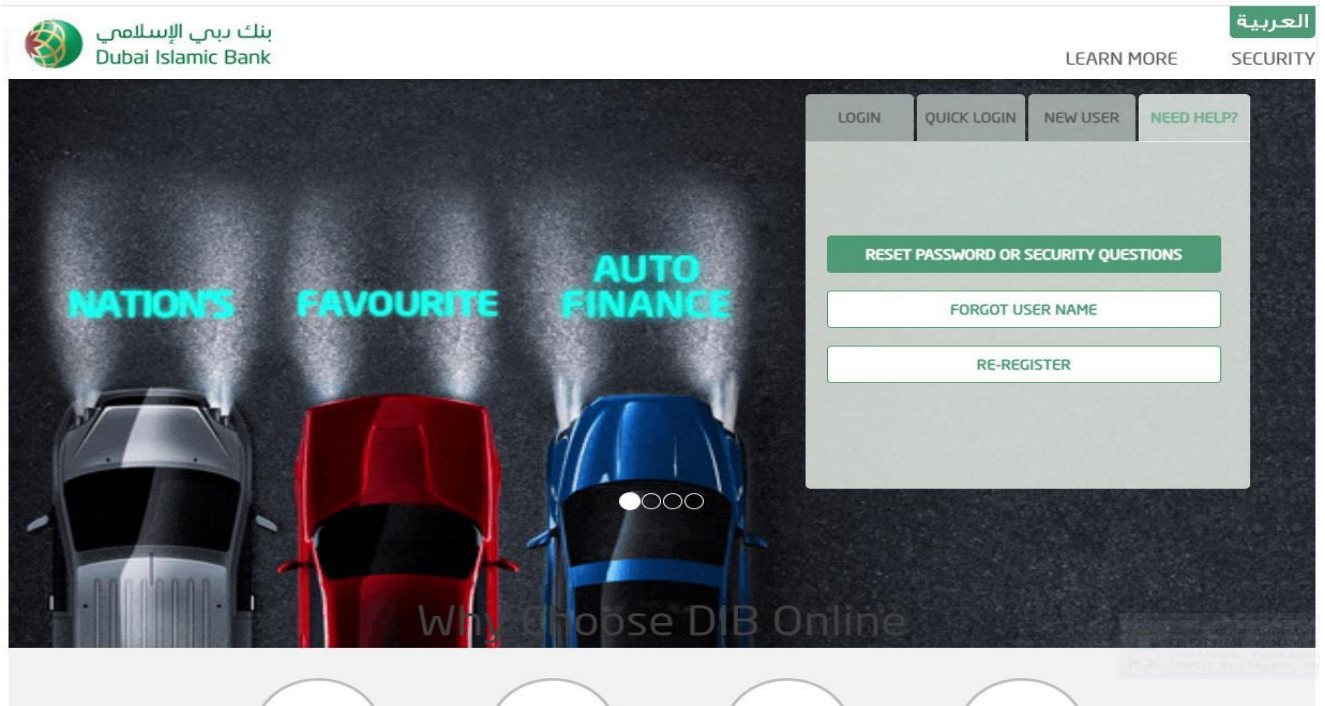 العربية
بنك دبي الإسلامي
Dubai Islamic Bank
LEARN MORE SECURITY
LOGIN QUICK LOGIN NEW USER NEED HELP?
RESET PASSWORD OR SECURITY QUESTIONS
FORGOT USER NAME
RE-REGISTER
NATION'S FAVOURITE AUTO FINANCE
Why Choose DIB Online